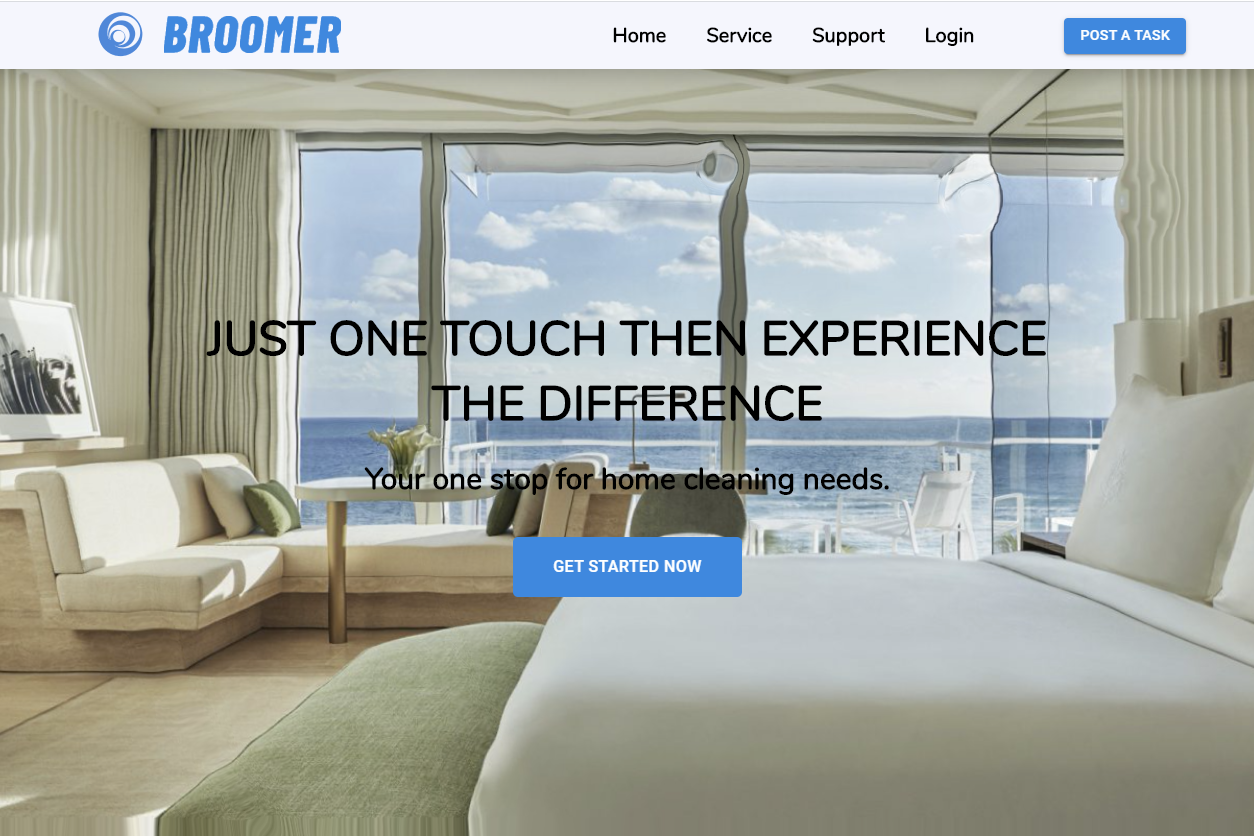 BROOMER
Home Service Support Login
POST A TASK
JUST ONE TOUCH THEN EXPERIENCE
THE DIFFERENCE
Your one stop for home cleaning needs.
GET STARTED NOW